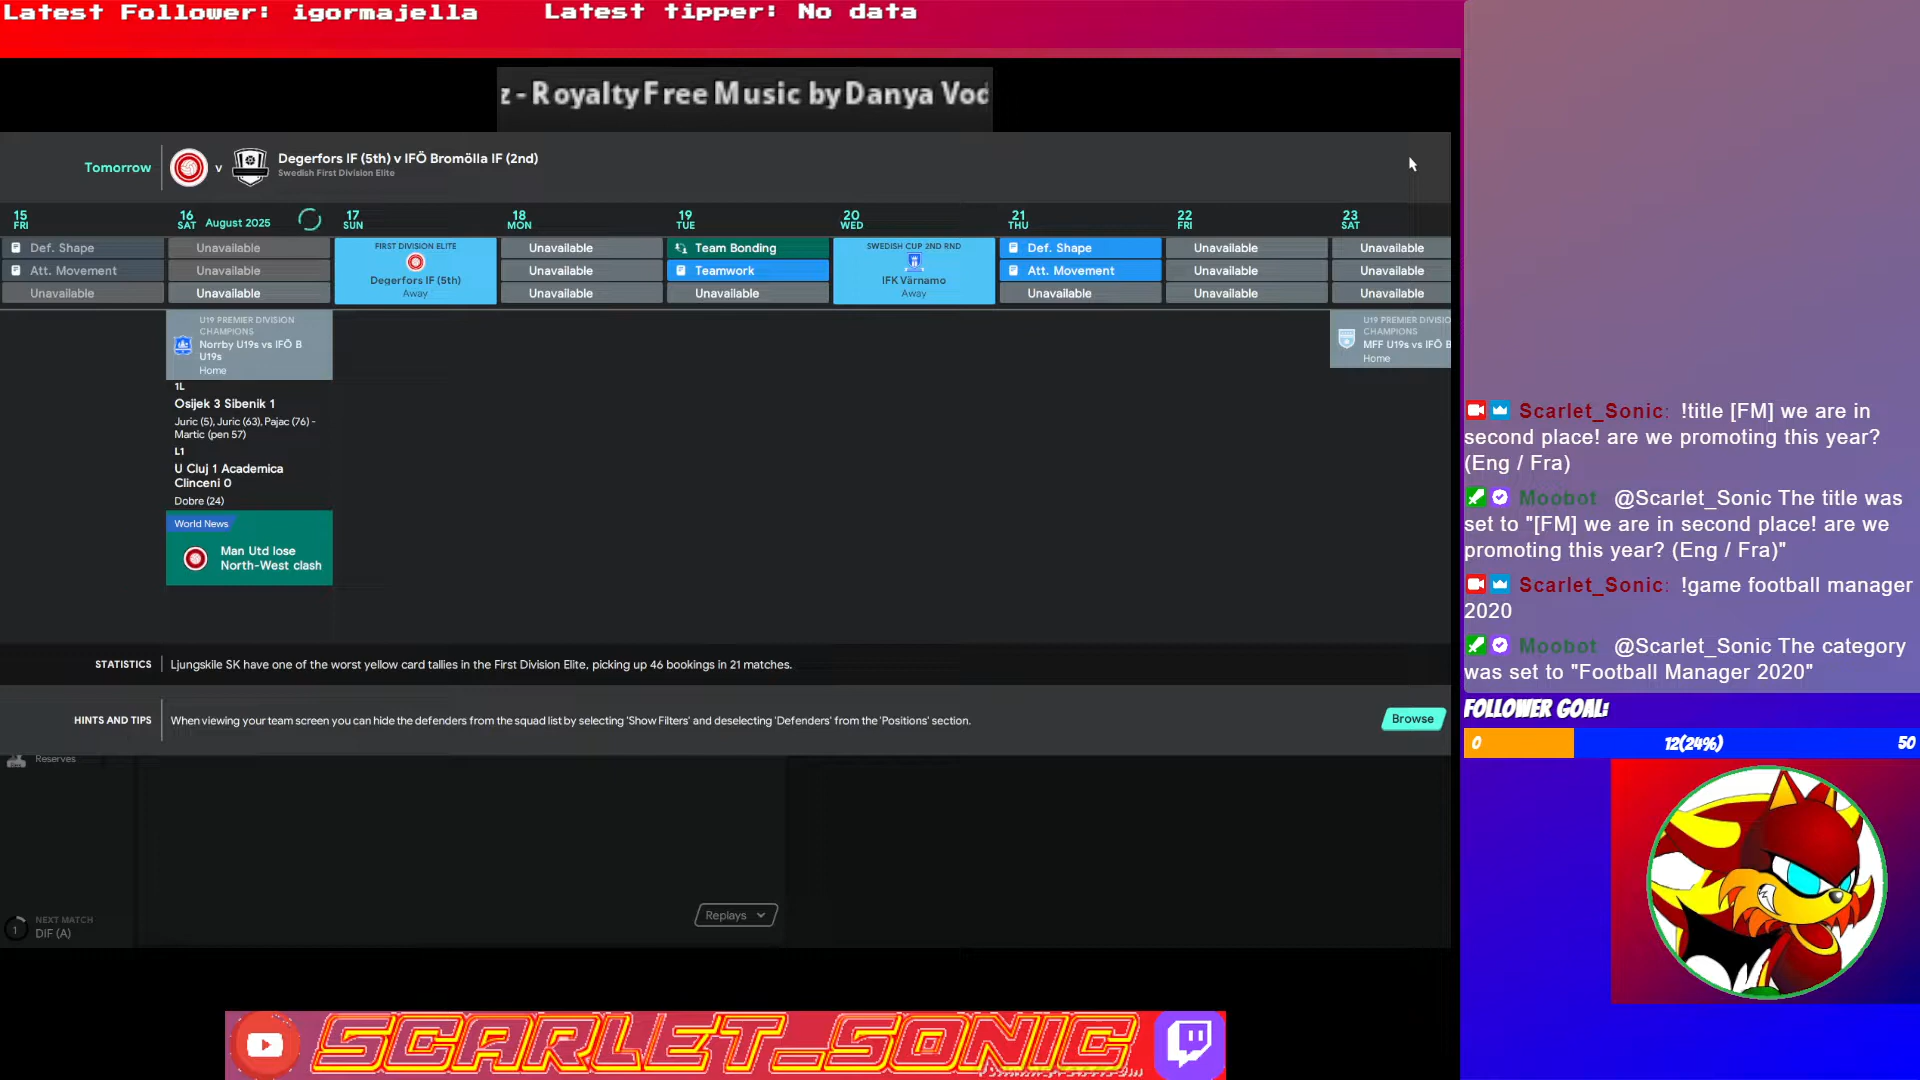 Latest Follower: igormajella Latest tipper: No data
z - Royalty Free Music by Danya Vod
Tomorrow
v
Degerfors IF (5th) v IFÖ Bromölla IF (2nd)
Swedish First Division Elite
15 FRI
16 SAT August 2025
17 SUN
18 MON
19 TUE
20 WED
21 THU
22 FRI
23 SAT
Def. Shape
Att. Movement
Unavailable
Unavailable
Unavailable
Unavailable
FIRST DIVISION ELITE
Degerfors IF (5th)
Away
Unavailable
Unavailable
Unavailable
Team Bonding
Teamwork
Unavailable
SWEDISH CUP 2ND RND
IFK Värnamo
Away
Def. Shape
Att. Movement
Unavailable
Unavailable
Unavailable
Unavailable
Unavailable
Unavailable
Unavailable
U19 PREMIER DIVISION
CHAMPIONS
Norrby U19s vs IFÖ B
U19s
Home
U19 PREMIER DIVISIO
CHAMPIONS
MFF U19s vs IFÖ B
Home
1L
Osijek 3 Sibenik 1
Juric (5), Juric (63), Pajac (76) -
Martic (pen 57)
L1
U Cluj 1 Academica
Clinceni 0
Dobre (24)
World News
Man Utd lose
North-West clash
STATISTICS
Ljungskile SK have one of the worst yellow card tallies in the First Division Elite, picking up 46 bookings in 21 matches.
HINTS AND TIPS
When viewing your team screen you can hide the defenders from the squad list by selecting 'Show Filters' and deselecting 'Defenders' from the 'Positions' section.
Browse
Reserves
Replays
1
NEXT MATCH
DIF (A)
Scarlet_Sonic: !title [FM] we are in
second place! are we promoting this year?
(Eng / Fra)
Moobot @Scarlet_Sonic The title was
set to "[FM] we are in second place! are we
promoting this year? (Eng / Fra)"
Scarlet_Sonic: !game football manager
2020
Moobot @Scarlet_Sonic The category
was set to "Football Manager 2020"
FOLLOWER GOAL:
0 12(24%) 50
SCARLET_SONIC